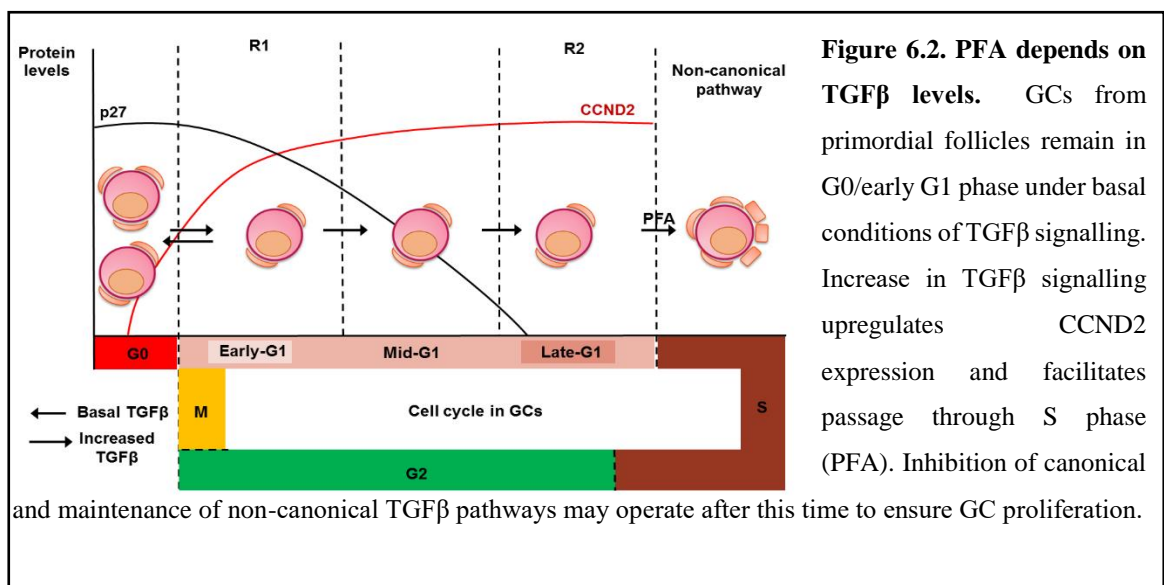 Protein levels
R1
R2
Non-canonical pathway
p27
CCND2
PFA
G0
Early-G1
Mid-G1
Late-G1
Basal TGFβ
Increased TGFβ
M
Cell cycle in GCs
S
G2
Figure 6.2. PFA depends on
TGFβ levels. GCs from
primordial follicles remain in
G0/early G1 phase under basal
conditions of TGFβ signalling.
Increase in TGFβ signalling
upregulates CCND2
expression and facilitates
passage through S phase
(PFA). Inhibition of canonical
and maintenance of non-canonical TGFβ pathways may operate after this time to ensure GC proliferation.